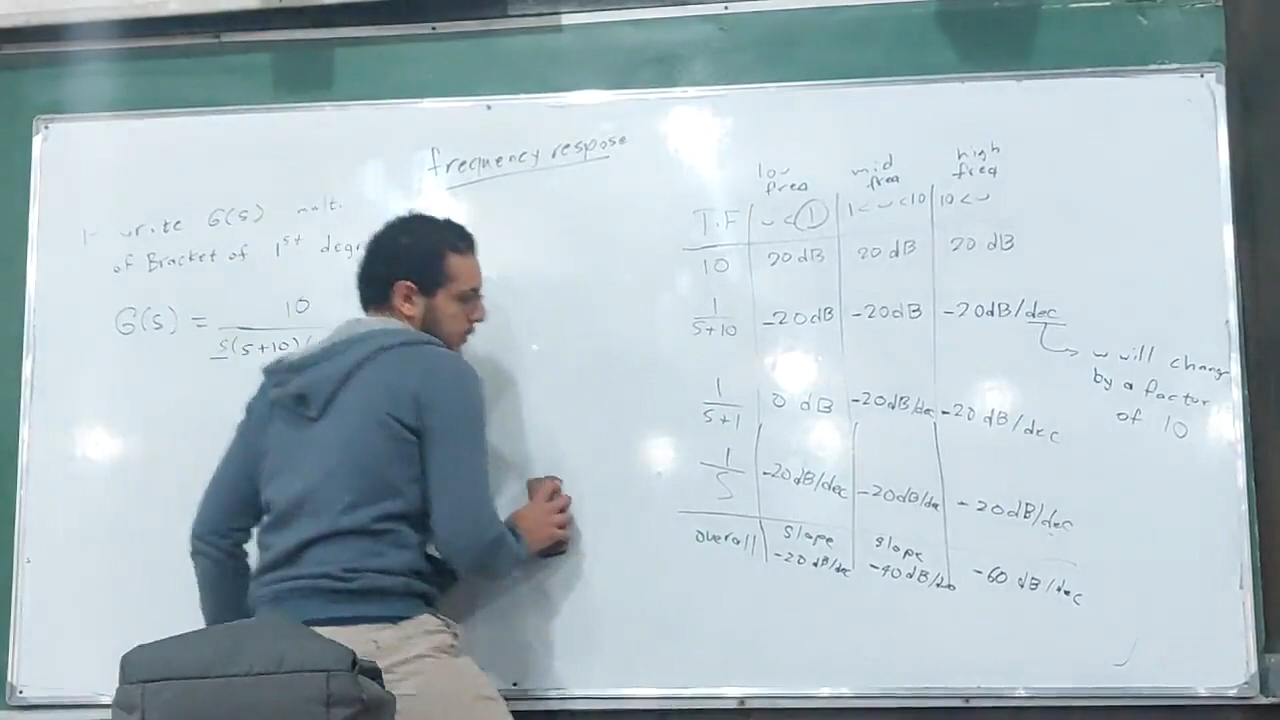 frequency respose
1- write G(s) mult.
of Bracket of 1st degr
G(s) = 10
s(s+10)(
low freq
mid freq
high freq
T.F | ω < 1 | 1 < ω < 10 | 10 < ω
10 20 dB 20 dB 20 dB
1/(s+10) -20dB -20dB -20dB/dec
ω will chang
by a factor
of 10
1/(s+1) 0 dB -20dB/dec -20 dB/dec
1/s -20dB/dec -20dB/de -20dB/dec
overall slope -20 dB/dec slope -40 dB/dec -60 dB/dec